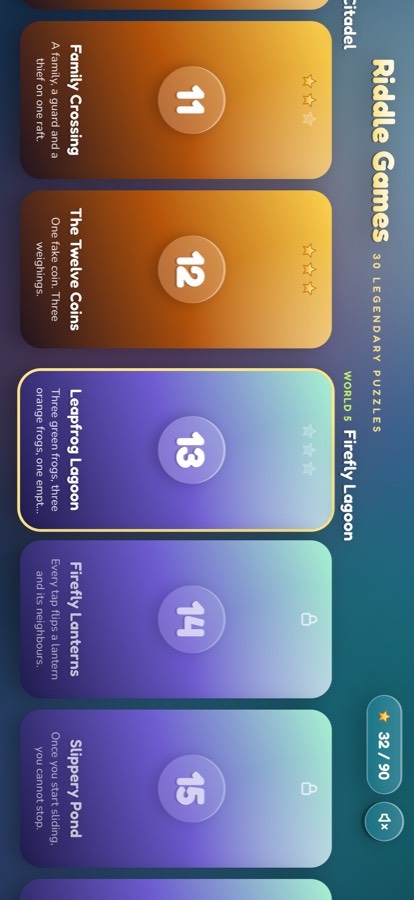 Riddle Games 30 LEGENDARY PUZZLES
32 / 90
Citadel
WORLD 5 Firefly Lagoon
11
Family Crossing
A family, a guard and a
thief on one raft.
12
The Twelve Coins
One fake coin. Three
weighings.
13
Leapfrog Lagoon
Three green frogs, three
orange frogs, one empt...
14
Firefly Lanterns
Every tap flips a lantern
and its neighbours.
15
Slippery Pond
Once you start sliding,
you cannot stop.